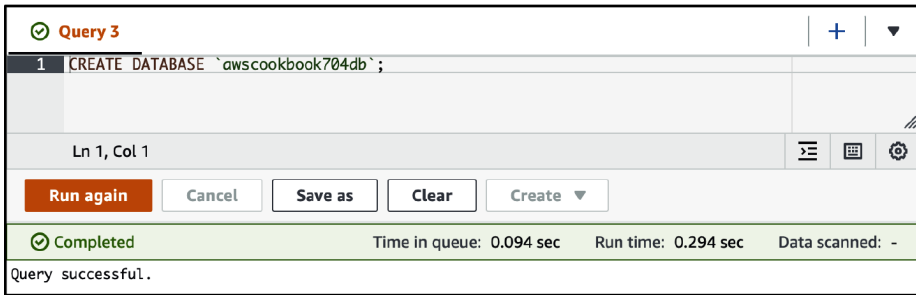 Query 3
1 CREATE DATABASE `awscookbook704db`;
Ln 1, Col 1
Run again Cancel Save as Clear Create
Completed Time in queue: 0.094 sec Run time: 0.294 sec Data scanned: -
Query successful.